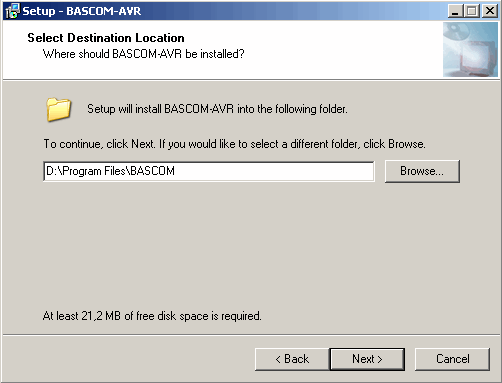 Setup - BASCOM-AVR
Select Destination Location
Where should BASCOM-AVR be installed?
Setup will install BASCOM-AVR into the following folder.
To continue, click Next. If you would like to select a different folder, click Browse.
D:\Program Files\BASCOM
Browse...
At least 21,2 MB of free disk space is required.
< Back
Next >
Cancel